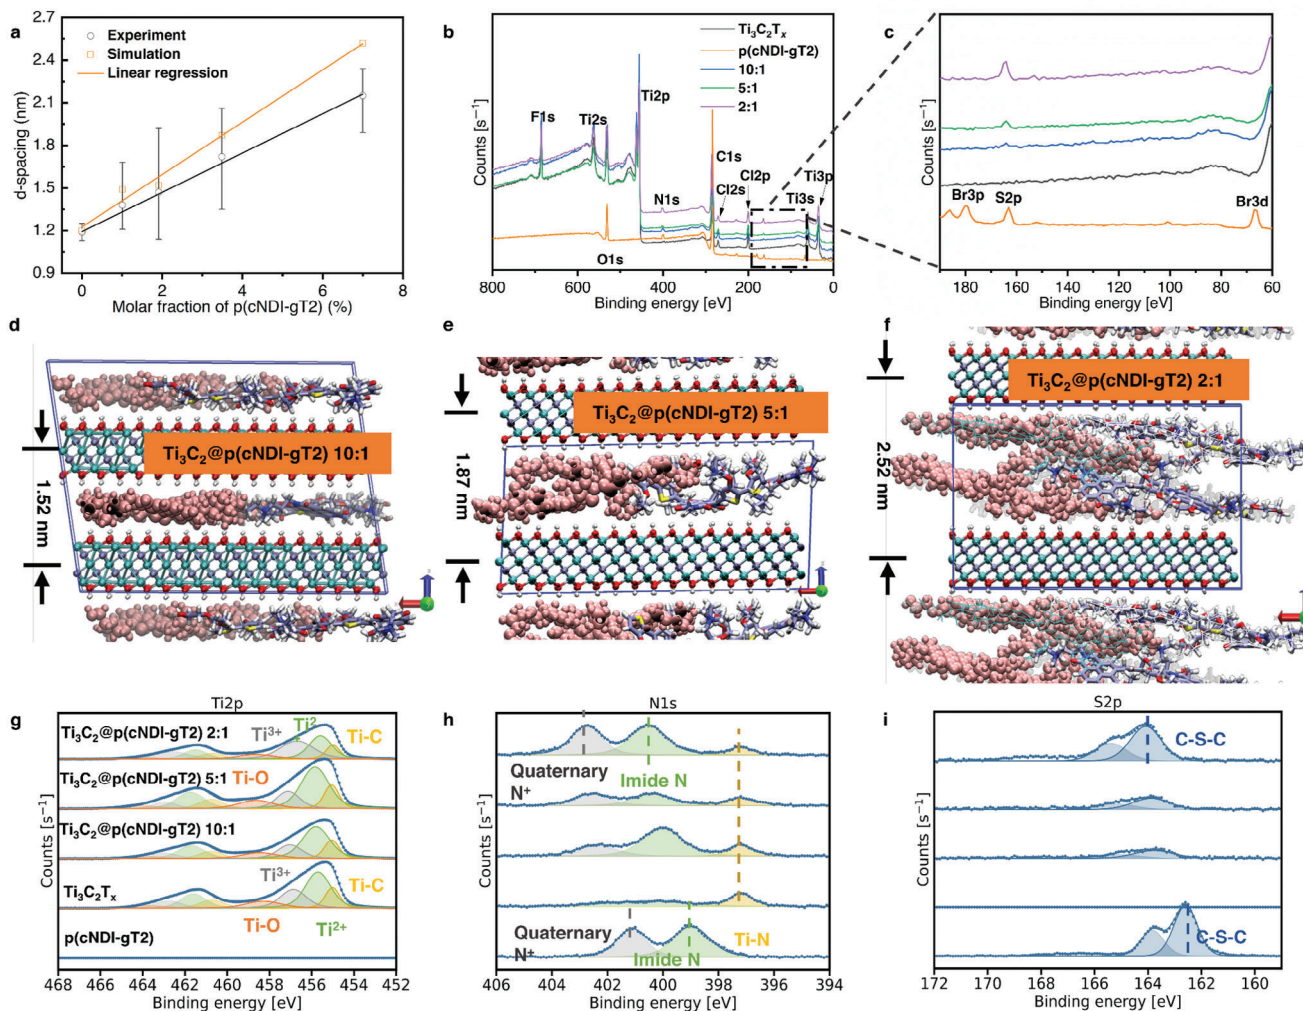 a
2.7
2.4
2.1
1.8
1.5
1.2
0.9
d-spacing (nm)
Experiment
Simulation
Linear regression
0 2 4 6 8
Molar fraction of p(cNDI-gT2) (%)
b
Counts [s⁻¹]
Ti₃C₂Tₓ
p(cNDI-gT2)
10:1
5:1
2:1
F1s
Ti2s
Ti2p
O1s
N1s
C1s
Cl2s
Cl2p
Ti3s
Ti3p
800 600 400 200 0
Binding energy [eV]
c
Counts [s⁻¹]
Br3p
S2p
Br3d
180 160 140 120 100 80 60
Binding energy [eV]
d
Ti₃C₂@p(cNDI-gT2) 10:1
1.52 nm
e
Ti₃C₂@p(cNDI-gT2) 5:1
1.87 nm
f
Ti₃C₂@p(cNDI-gT2) 2:1
2.52 nm
g
Ti2p
Counts [s⁻¹]
Ti₃C₂@p(cNDI-gT2) 2:1
Ti³⁺
Ti²⁺
Ti-C
Ti₃C₂@p(cNDI-gT2) 5:1
Ti-O
Ti₃C₂@p(cNDI-gT2) 10:1
Ti³⁺
Ti-C
Ti₃C₂Tₓ
Ti-O
Ti²⁺
p(cNDI-gT2)
468 466 464 462 460 458 456 454 452
Binding energy [eV]
h
N1s
Counts [s⁻¹]
Quaternary
N⁺
Imide N
Quaternary
N⁺
Imide N
Ti-N
406 404 402 400 398 396 394
Binding energy [eV]
i
S2p
Counts [s⁻¹]
C-S-C
C-S-C
172 170 168 166 164 162 160
Binding energy [eV]